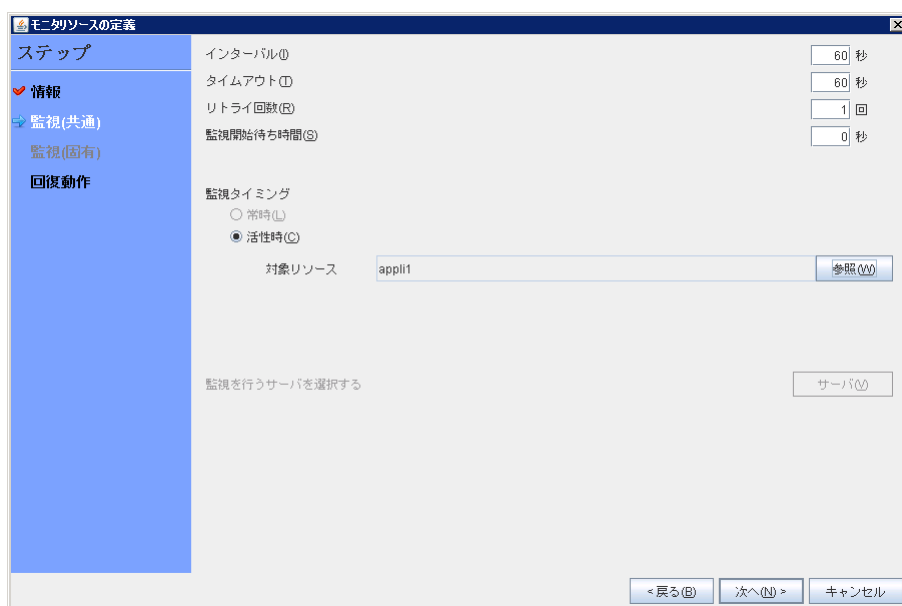 モニタリソースの定義
ステップ
情報
監視(共通)
監視(固有)
回復動作
インターバル(I) 60 秒
タイムアウト(T) 60 秒
リトライ回数(R) 1 回
監視開始待ち時間(S) 0 秒
監視タイミング
常時(L)
活性時(C)
対象リソース appli1 参照(W)
監視を行うサーバを選択する サーバ(V)
<戻る(B) 次へ(N)> キャンセル